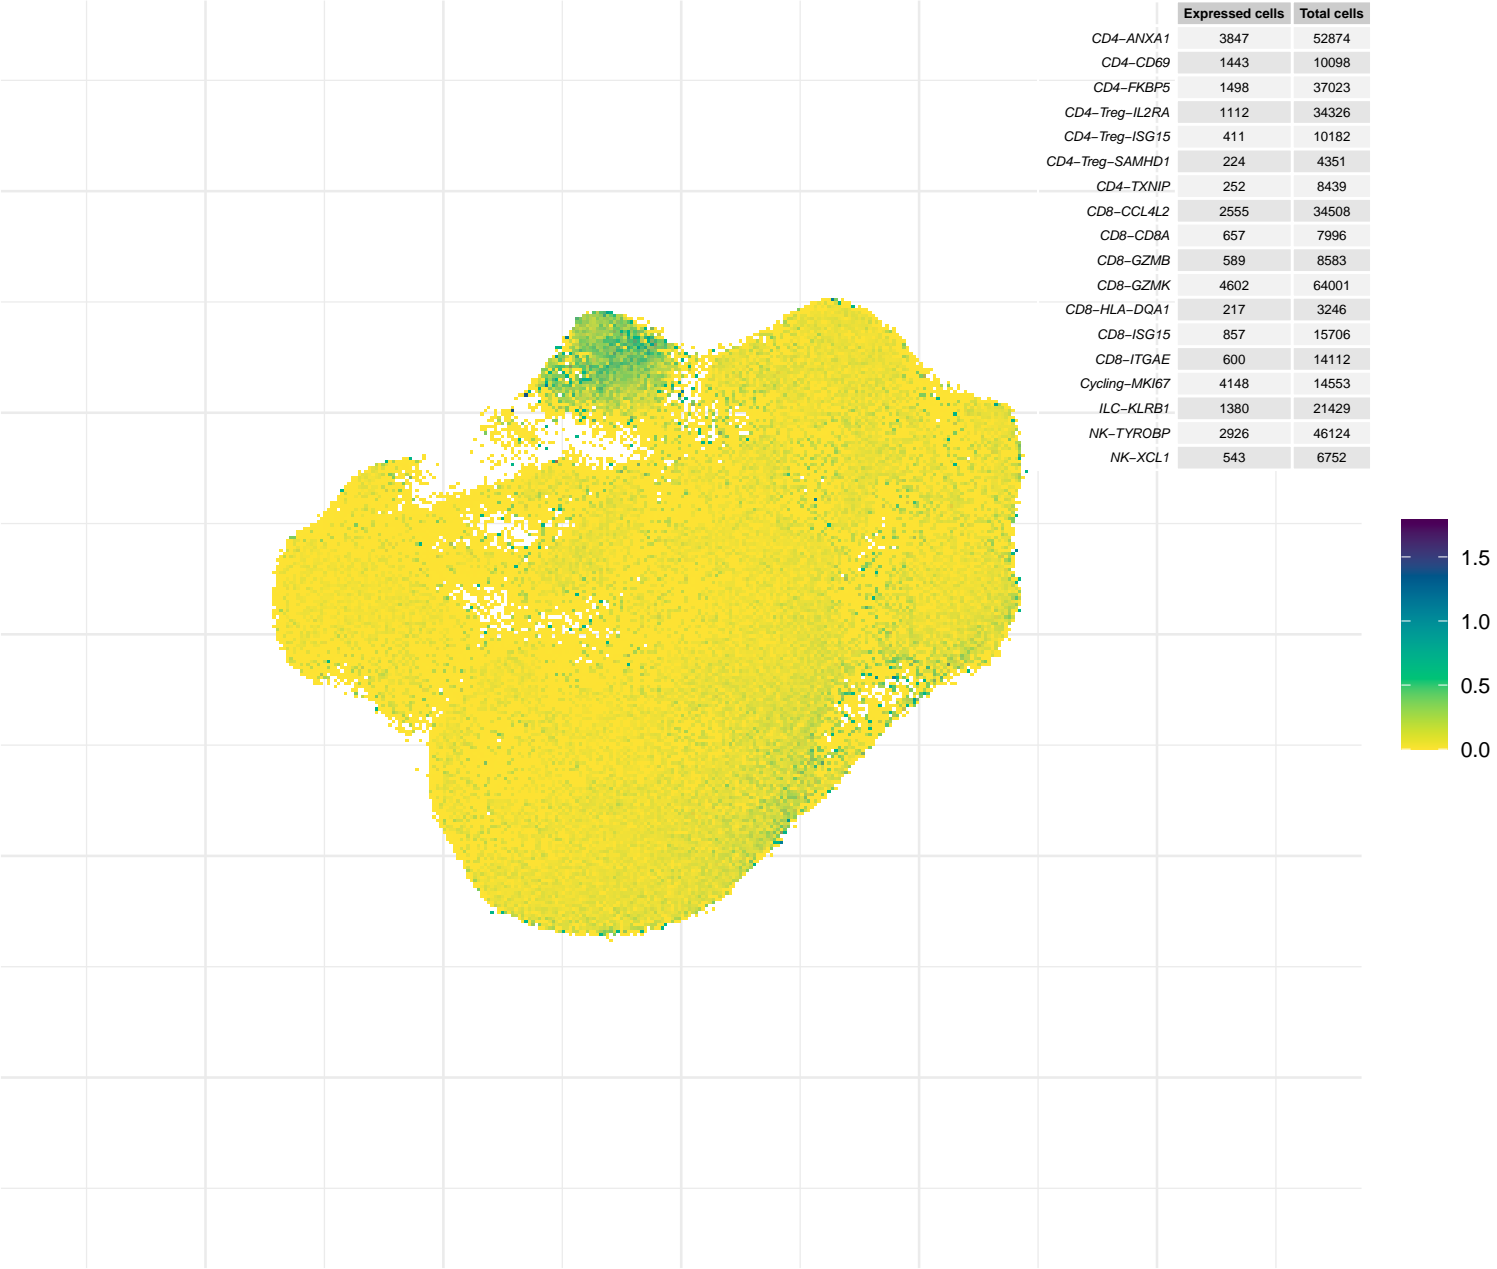 Expressed cells Total cells
CD4−ANXA1 3847 52874
CD4−CD69 1443 10098
CD4−FKBP5 1498 37023
CD4−Treg−IL2RA 1112 34326
CD4−Treg−ISG15 411 10182
CD4−Treg−SAMHD1 224 4351
CD4−TXNIP 252 8439
CD8−CCL4L2 2555 34508
CD8−CD8A 657 7996
CD8−GZMB 589 8583
CD8−GZMK 4602 64001
CD8−HLA−DQA1 217 3246
CD8−ISG15 857 15706
CD8−ITGAE 600 14112
Cycling−MKI67 4148 14553
ILC−KLRB1 1380 21429
NK−TYROBP 2926 46124
NK−XCL1 543 6752
1.5
1.0
0.5
0.0